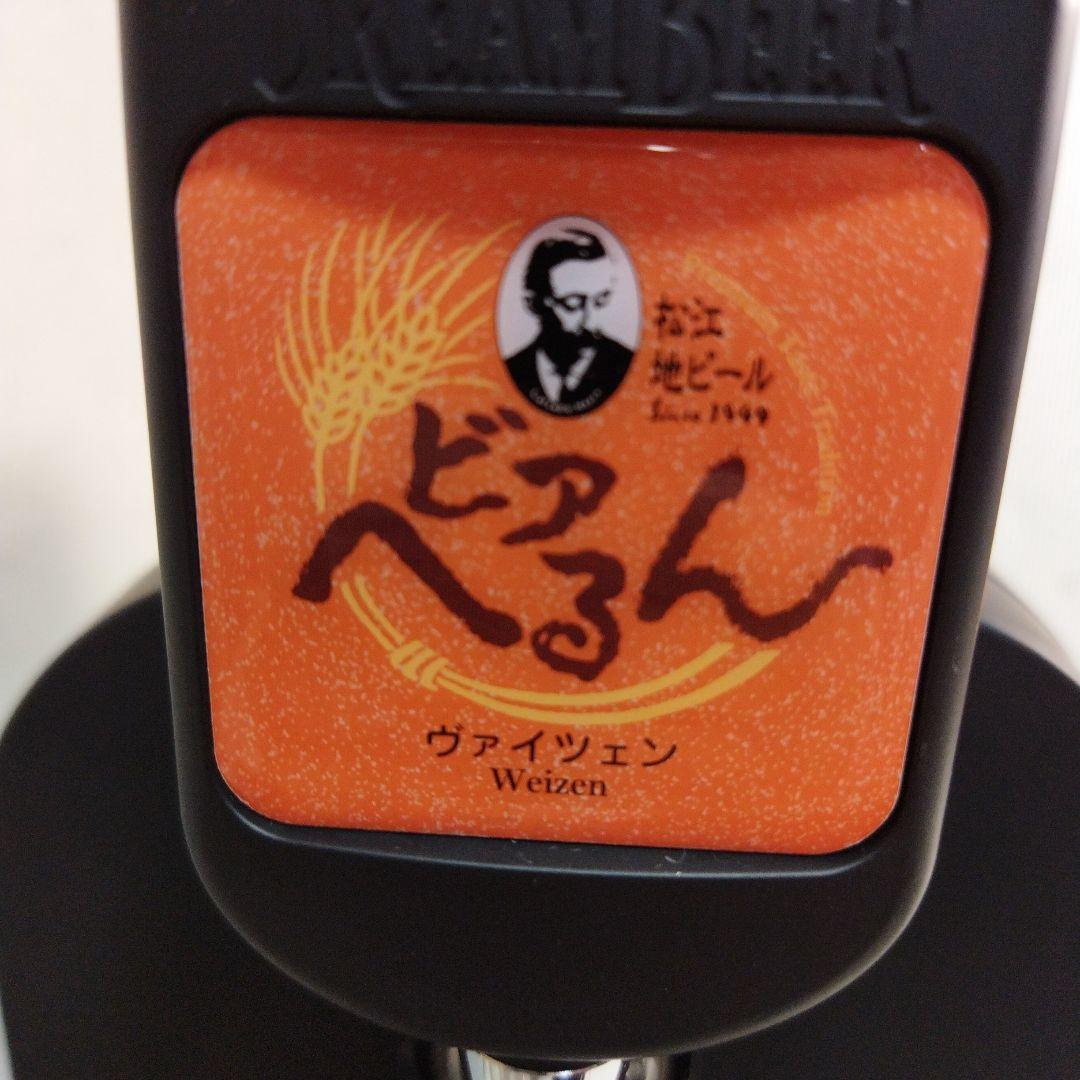 DREAMBEER
松江
地ビール
Since 1999
ビアへるん
ヴァイツェン
Weizen